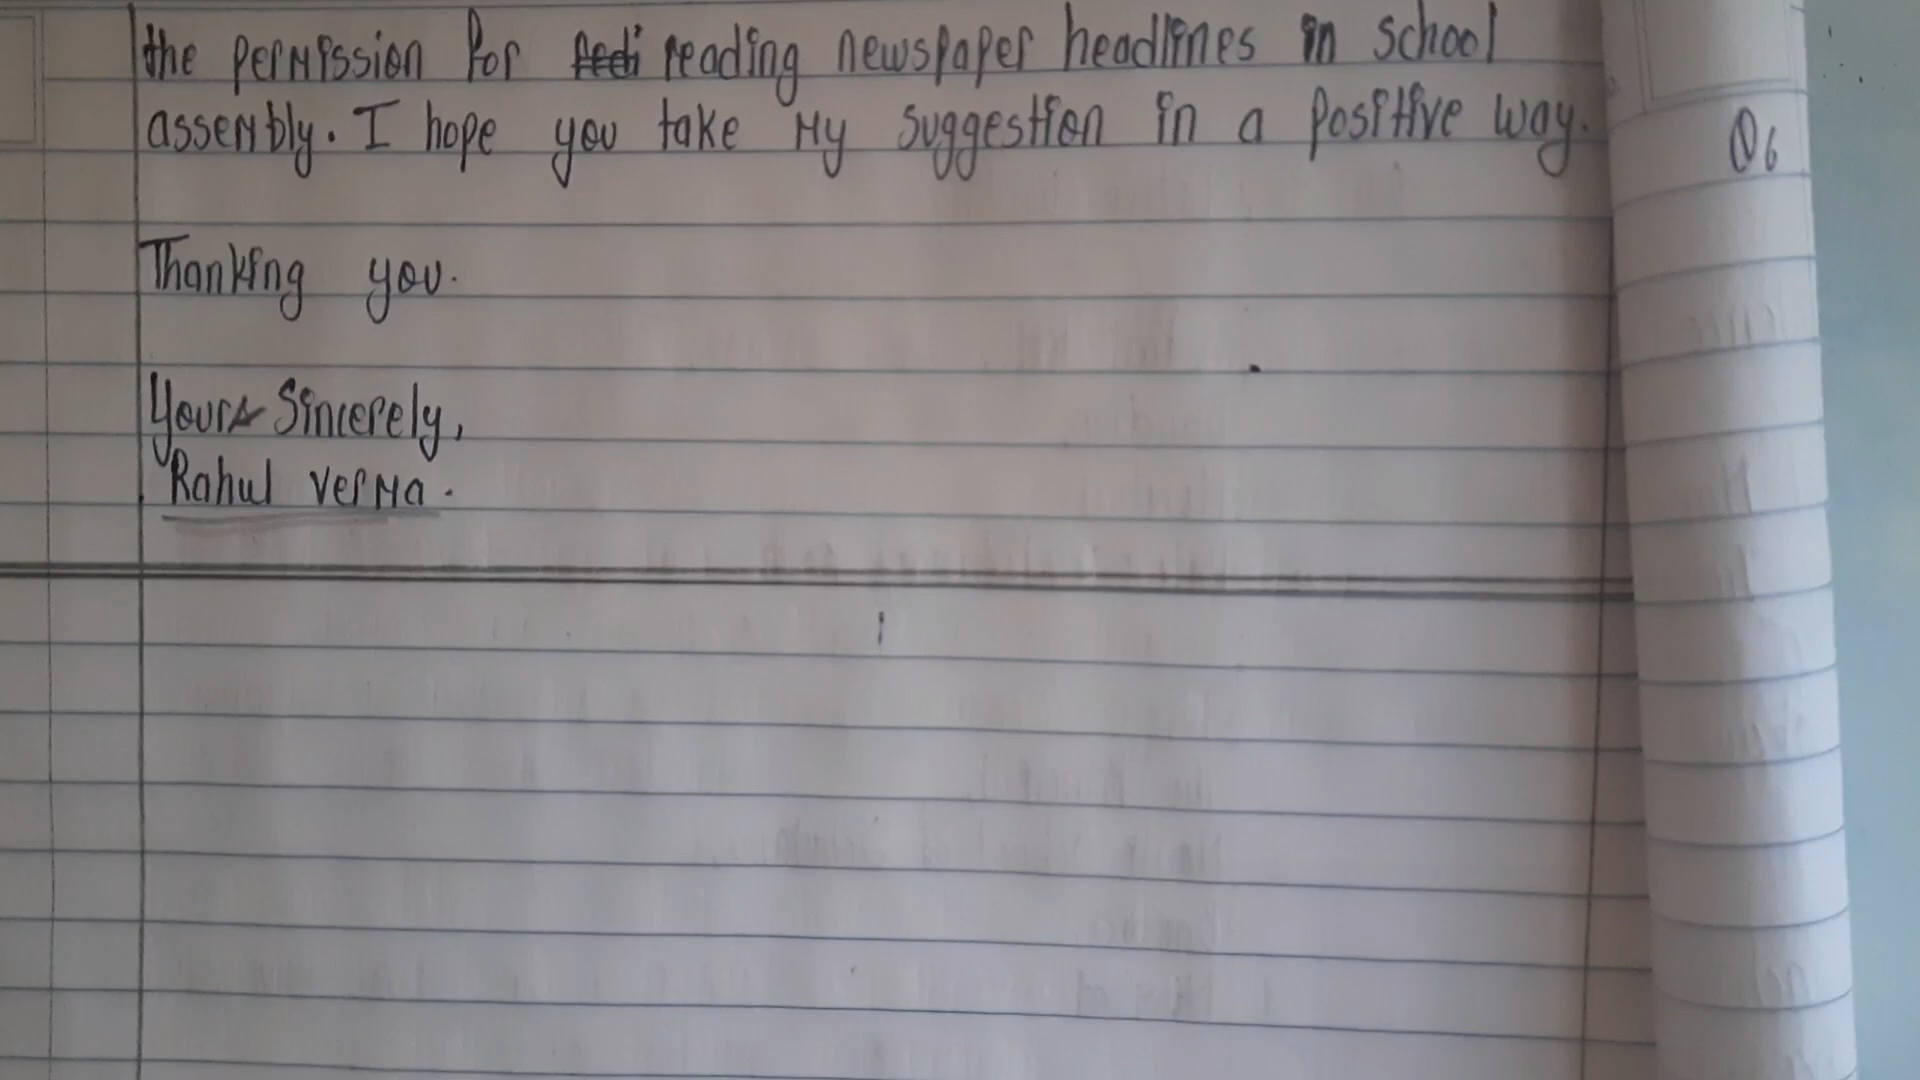 the permission for reading newspaper headlines in school
assembly. I hope you take my suggestion in a positive way.
Q6
Thanking you.
Yours Sincerely,
Rahul Verma.